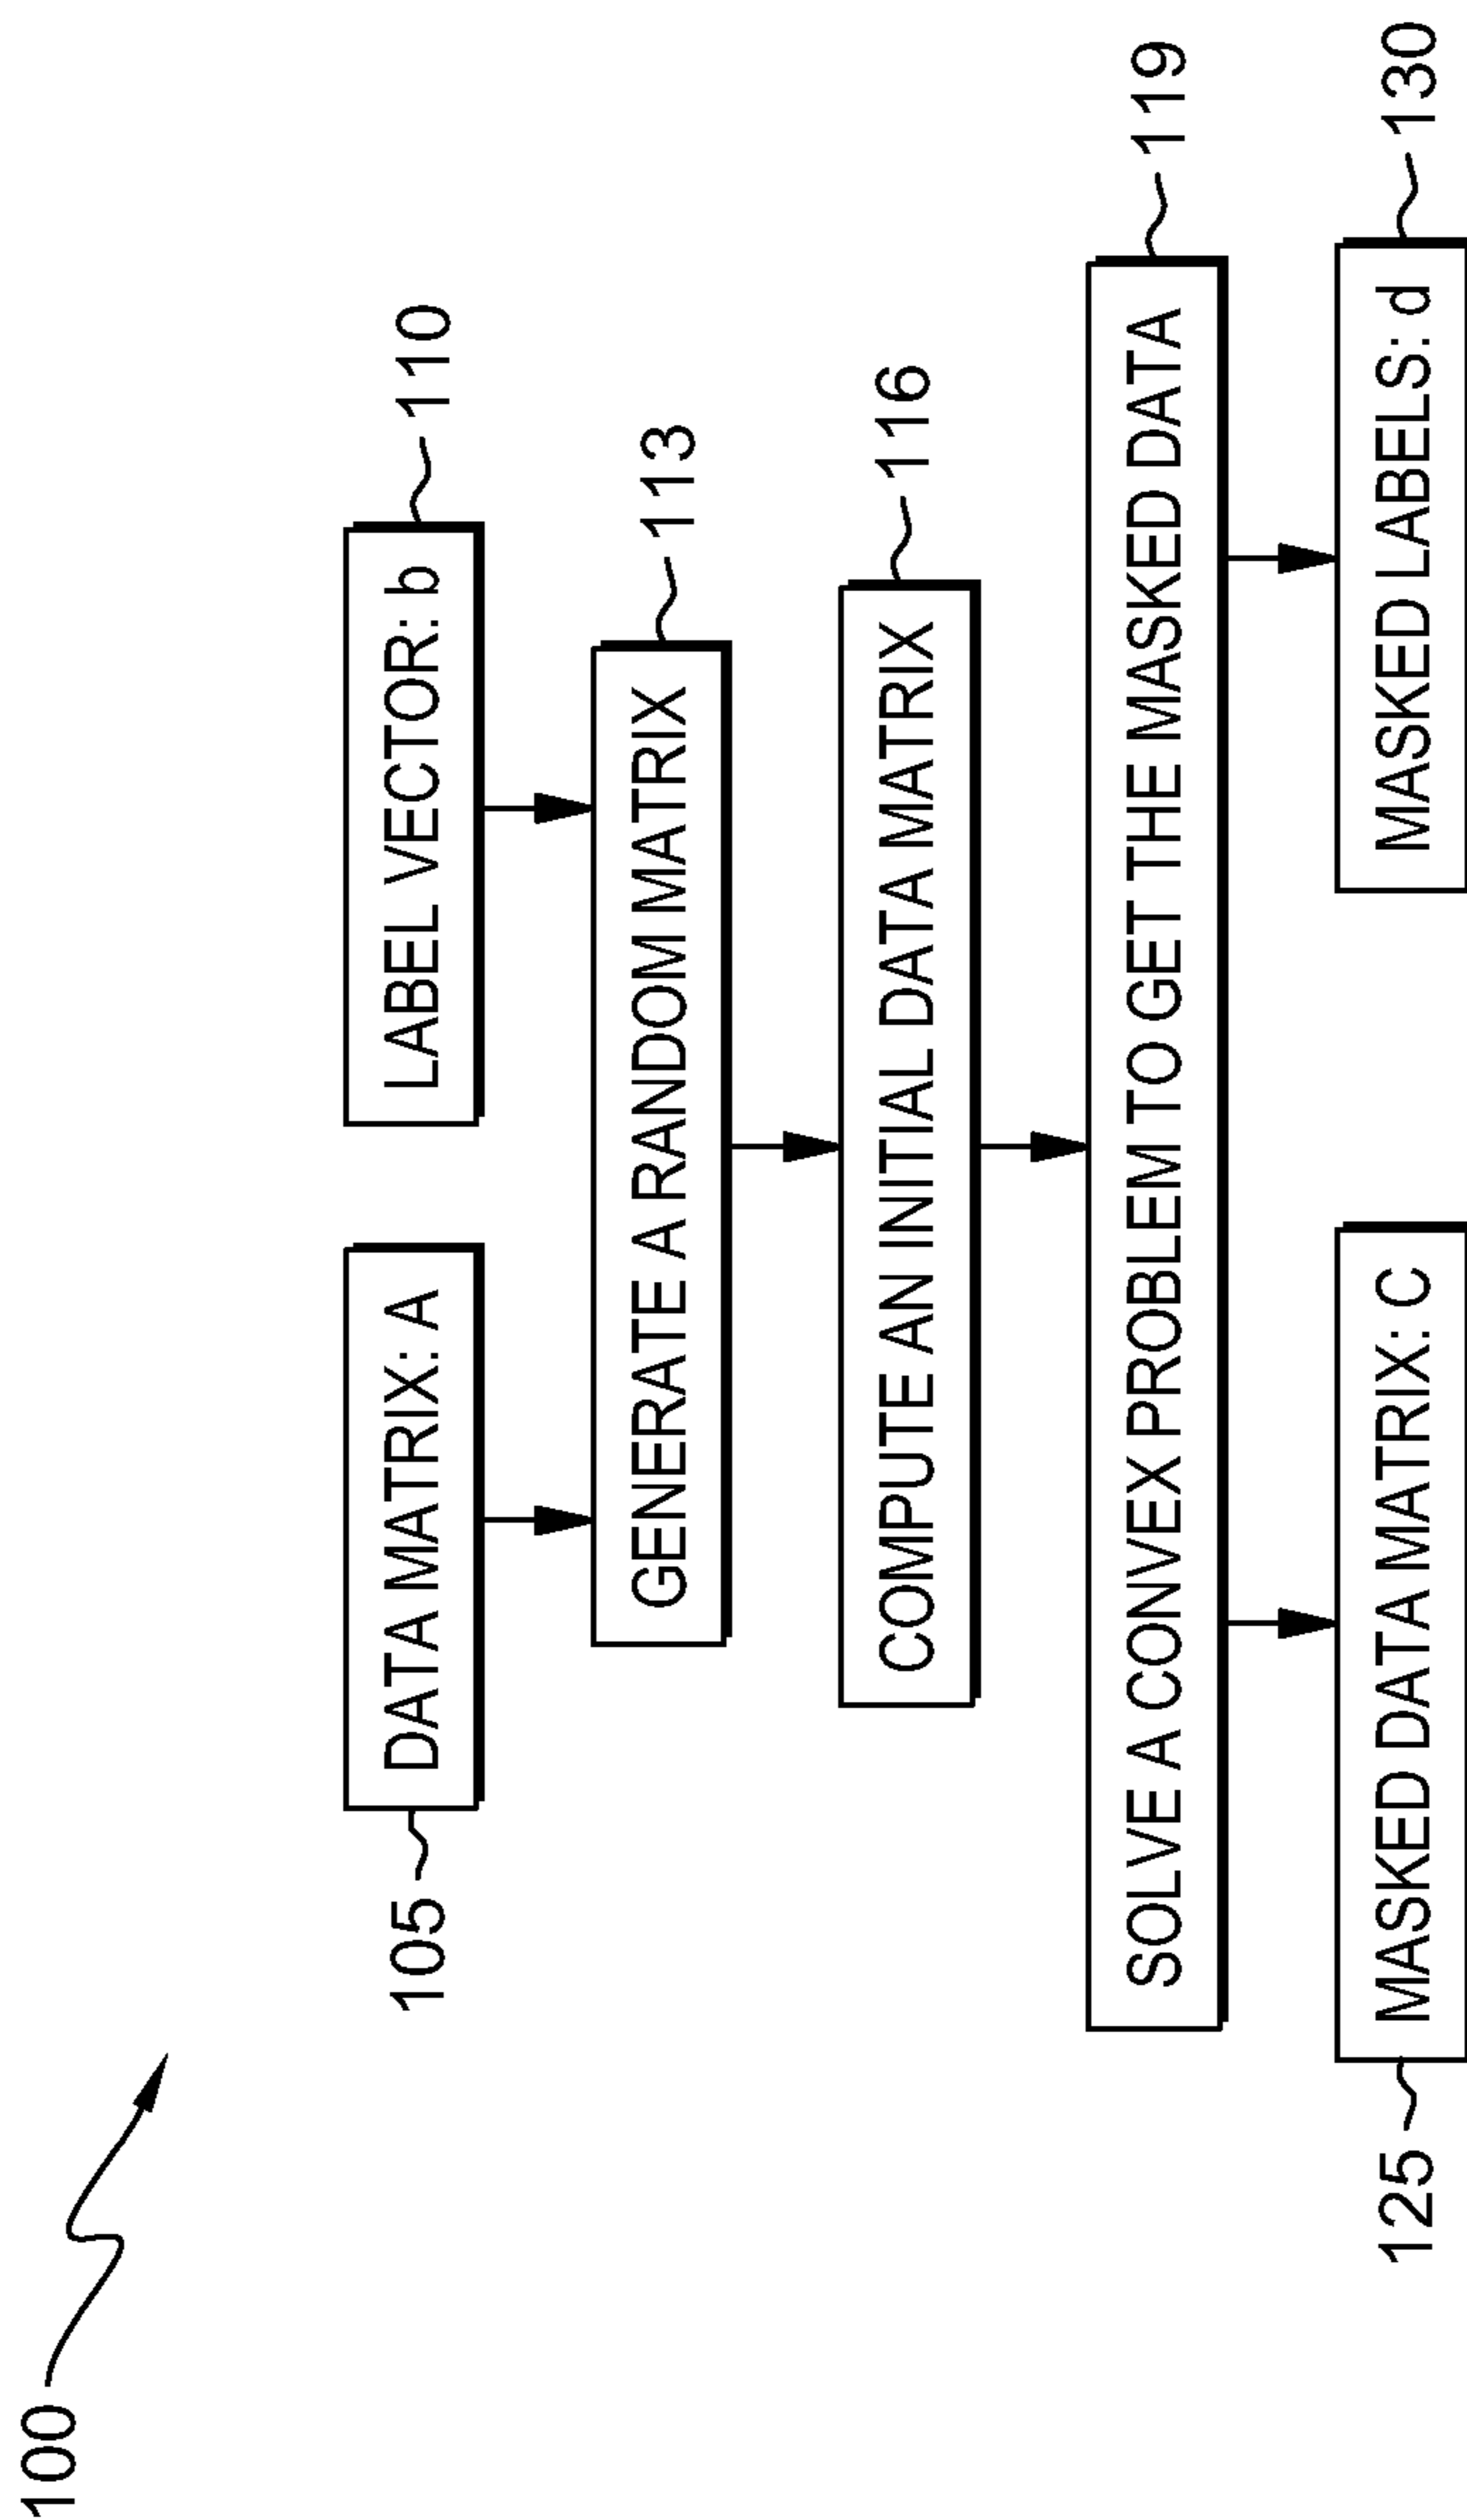 100
105
DATA MATRIX: A
LABEL VECTOR: b
110
GENERATE A RANDOM MATRIX
113
COMPUTE AN INITIAL DATA MATRIX
116
SOLVE A CONVEX PROBLEM TO GET THE MASKED DATA
119
125
MASKED DATA MATRIX: C
MASKED LABELS: d
130